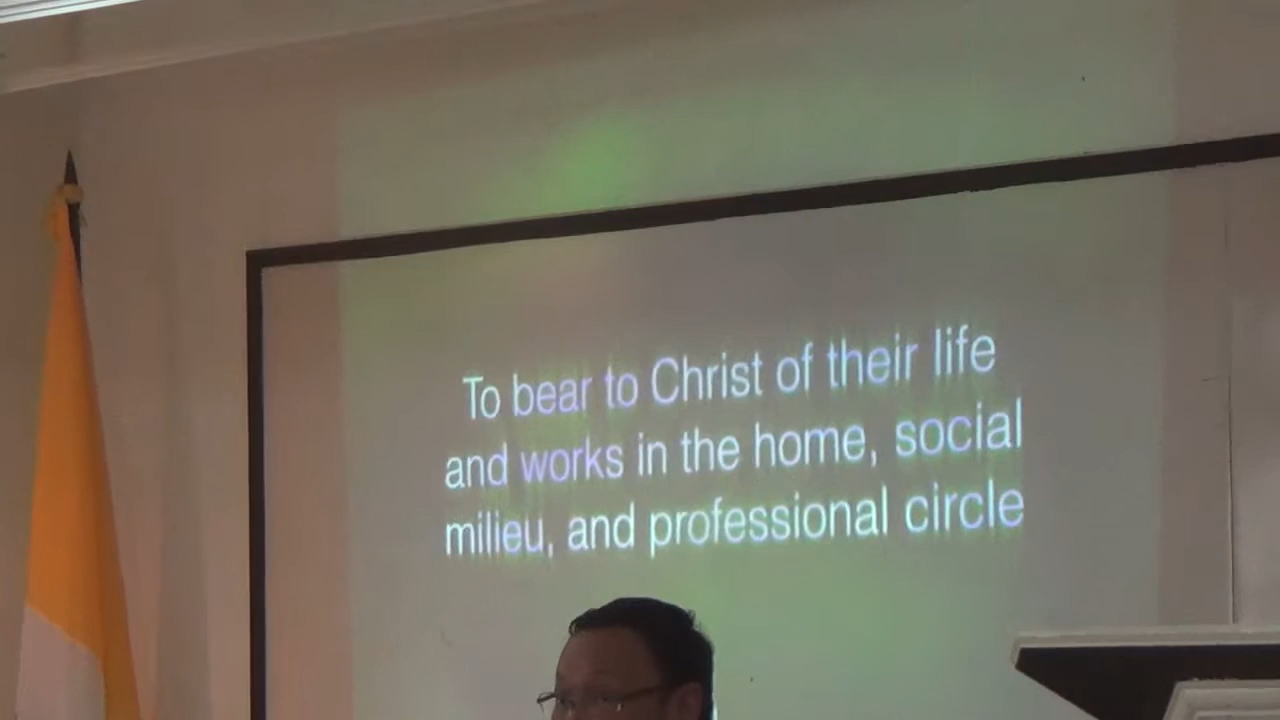 To bear to Christ of their life
and works in the home, social
milieu, and professional circle